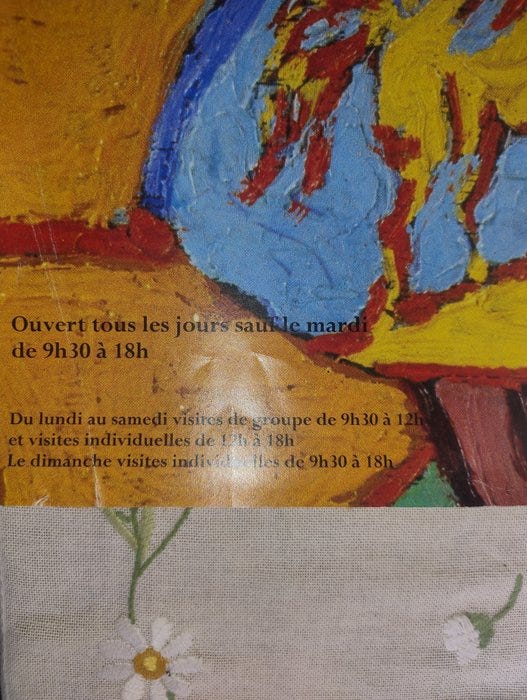 Ouvert tous les jours sauf le mardi
de 9h30 à 18h
Du lundi au samedi visites de groupe de 9h30 à 12h
et visites individuelles de 12h à 18h
Le dimanche visites individuelles de 9h30 à 18h